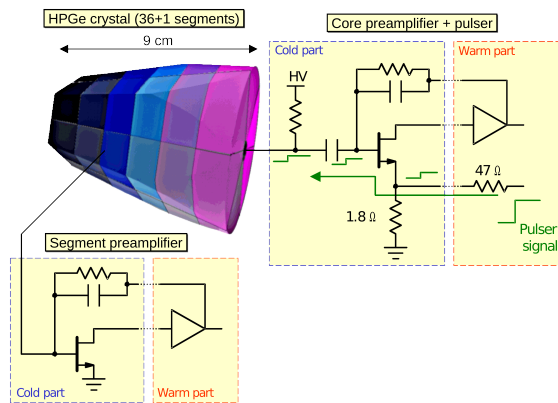 HPGe crystal (36+1 segments)
9 cm
Core preamplifier + pulser
Cold part
Warm part
HV
47 Ω
1.8 Ω
Pulser
signal
Segment preamplifier
Cold part
Warm part